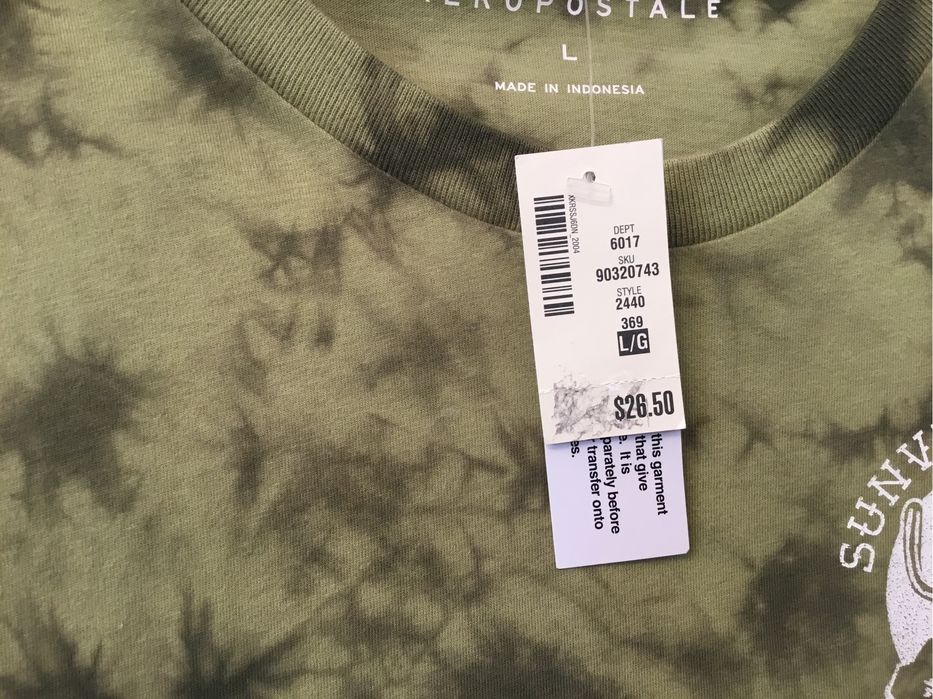 EROPOSTALE
L
MADE IN INDONESIA
XKRSSJ6DN_2004
DEPT
6017
SKU
90320743
STYLE
2440
369
L/G
$26.50
this garment
that give
e. It is
parately before
transfer onto
es.
SUNV